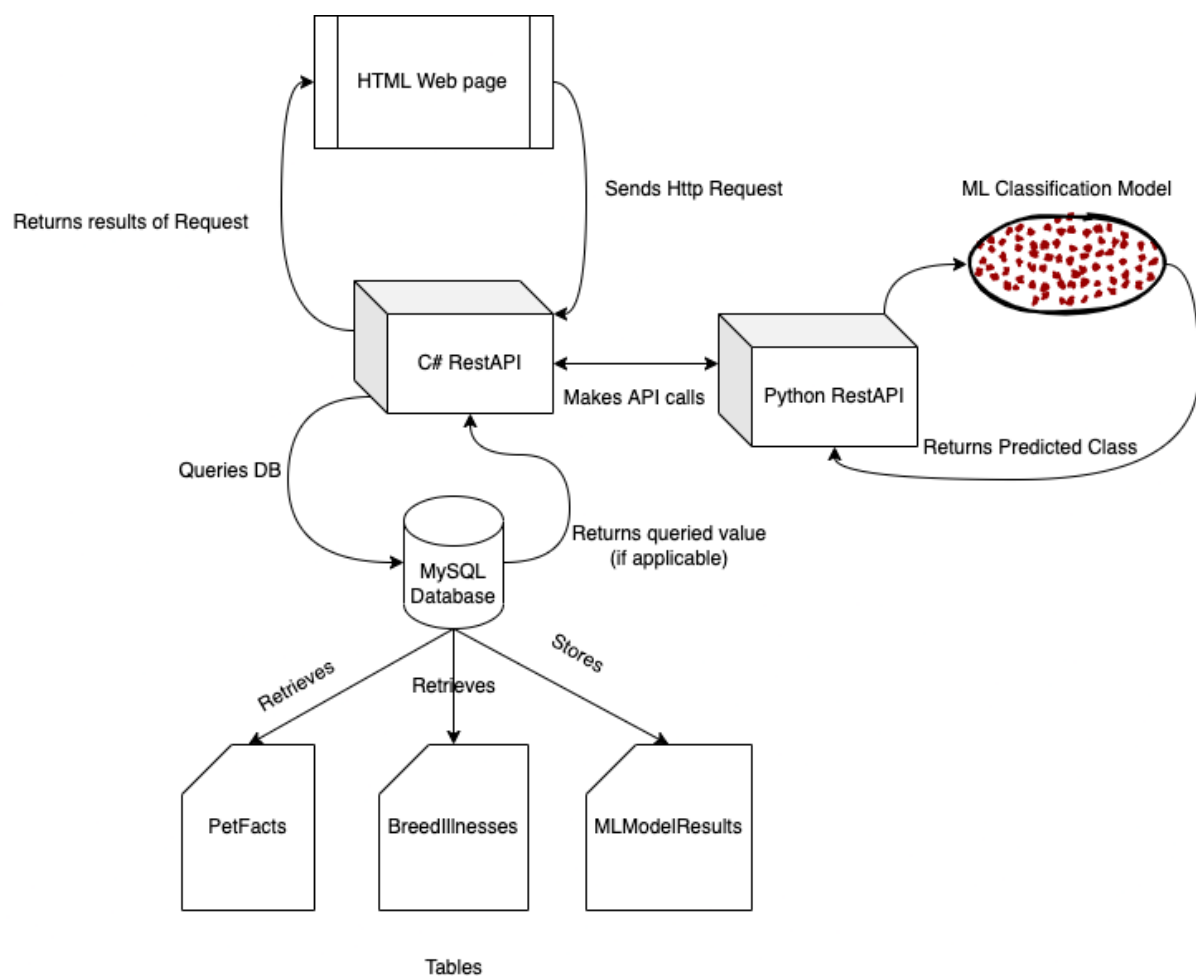 HTML Web page
Sends Http Request
ML Classification Model
Returns results of Request
C# RestAPI
Makes API calls
Python RestAPI
Returns Predicted Class
Queries DB
Returns queried value
(if applicable)
MySQL
Database
Retrieves
Retrieves
Stores
PetFacts
BreedIllnesses
MLModelResults
Tables